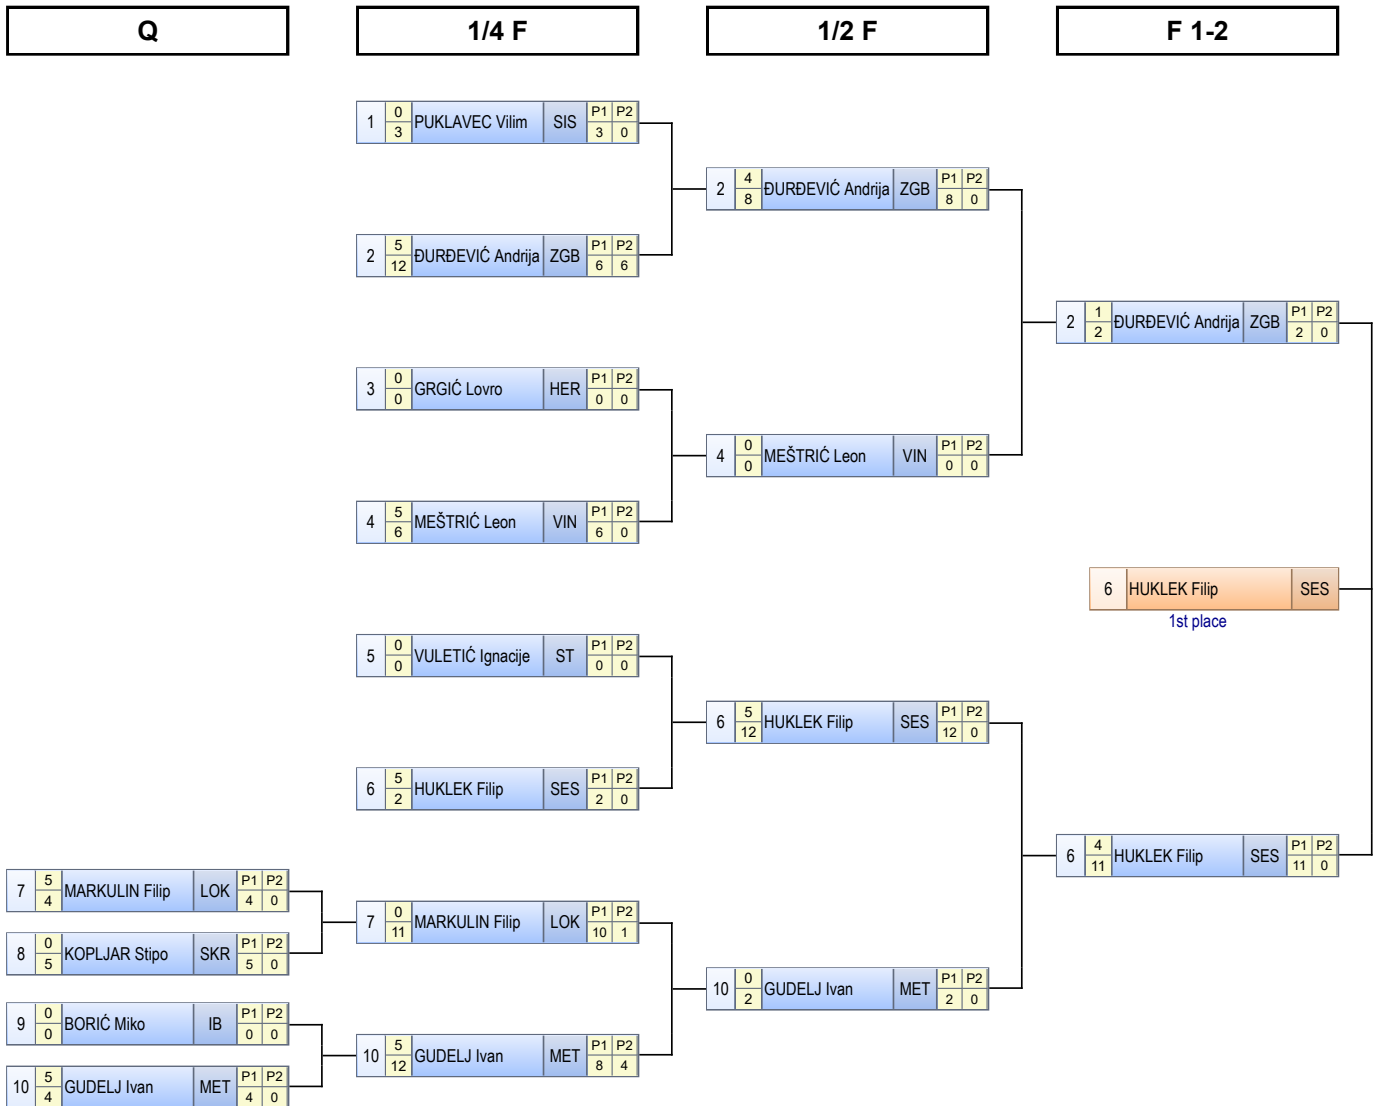 Q 1/4 F 1/2 F F 1-2
1 0 3 PUKLAVEC Vilim SIS P1 P2 3 0
2 4 8 ĐURĐEVIĆ Andrija ZGB P1 P2 8 0
2 5 12 ĐURĐEVIĆ Andrija ZGB P1 P2 6 6
2 1 2 ĐURĐEVIĆ Andrija ZGB P1 P2 2 0
3 0 0 GRGIĆ Lovro HER P1 P2 0 0
4 0 0 MEŠTRIĆ Leon VIN P1 P2 0 0
4 5 6 MEŠTRIĆ Leon VIN P1 P2 6 0
6 HUKLEK Filip SES
1st place
5 0 0 VULETIĆ Ignacije ST P1 P2 0 0
6 5 12 HUKLEK Filip SES P1 P2 12 0
6 5 2 HUKLEK Filip SES P1 P2 2 0
6 4 11 HUKLEK Filip SES P1 P2 11 0
7 5 4 MARKULIN Filip LOK P1 P2 4 0
7 0 11 MARKULIN Filip LOK P1 P2 10 1
8 0 5 KOPLJAR Stipo SKR P1 P2 5 0
10 0 2 GUDELJ Ivan MET P1 P2 2 0
9 0 0 BORIĆ Miko IB P1 P2 0 0
10 5 12 GUDELJ Ivan MET P1 P2 8 4
10 5 4 GUDELJ Ivan MET P1 P2 4 0